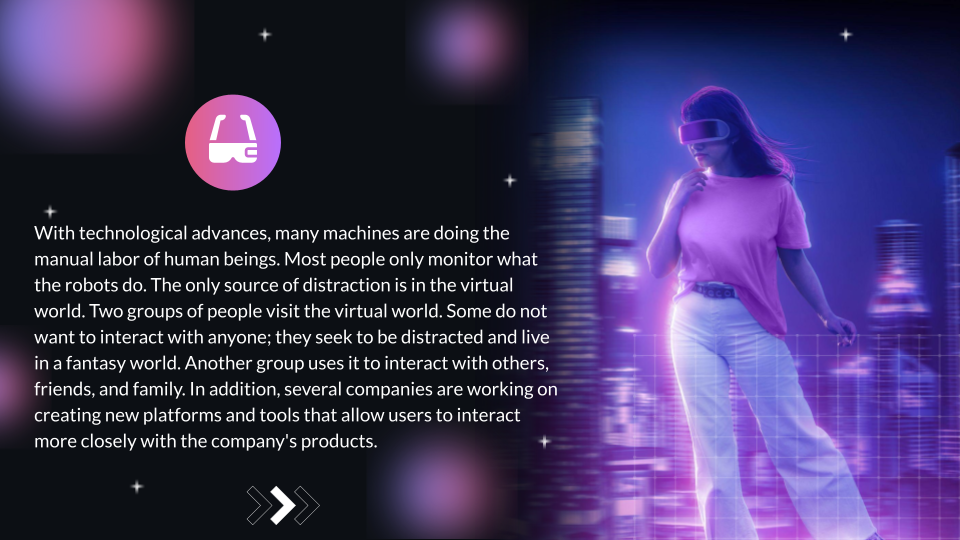 With technological advances, many machines are doing the
manual labor of human beings. Most people only monitor what
the robots do. The only source of distraction is in the virtual
world. Two groups of people visit the virtual world. Some do not
want to interact with anyone; they seek to be distracted and live
in a fantasy world. Another group uses it to interact with others,
friends, and family. In addition, several companies are working on
creating new platforms and tools that allow users to interact
more closely with the company's products.